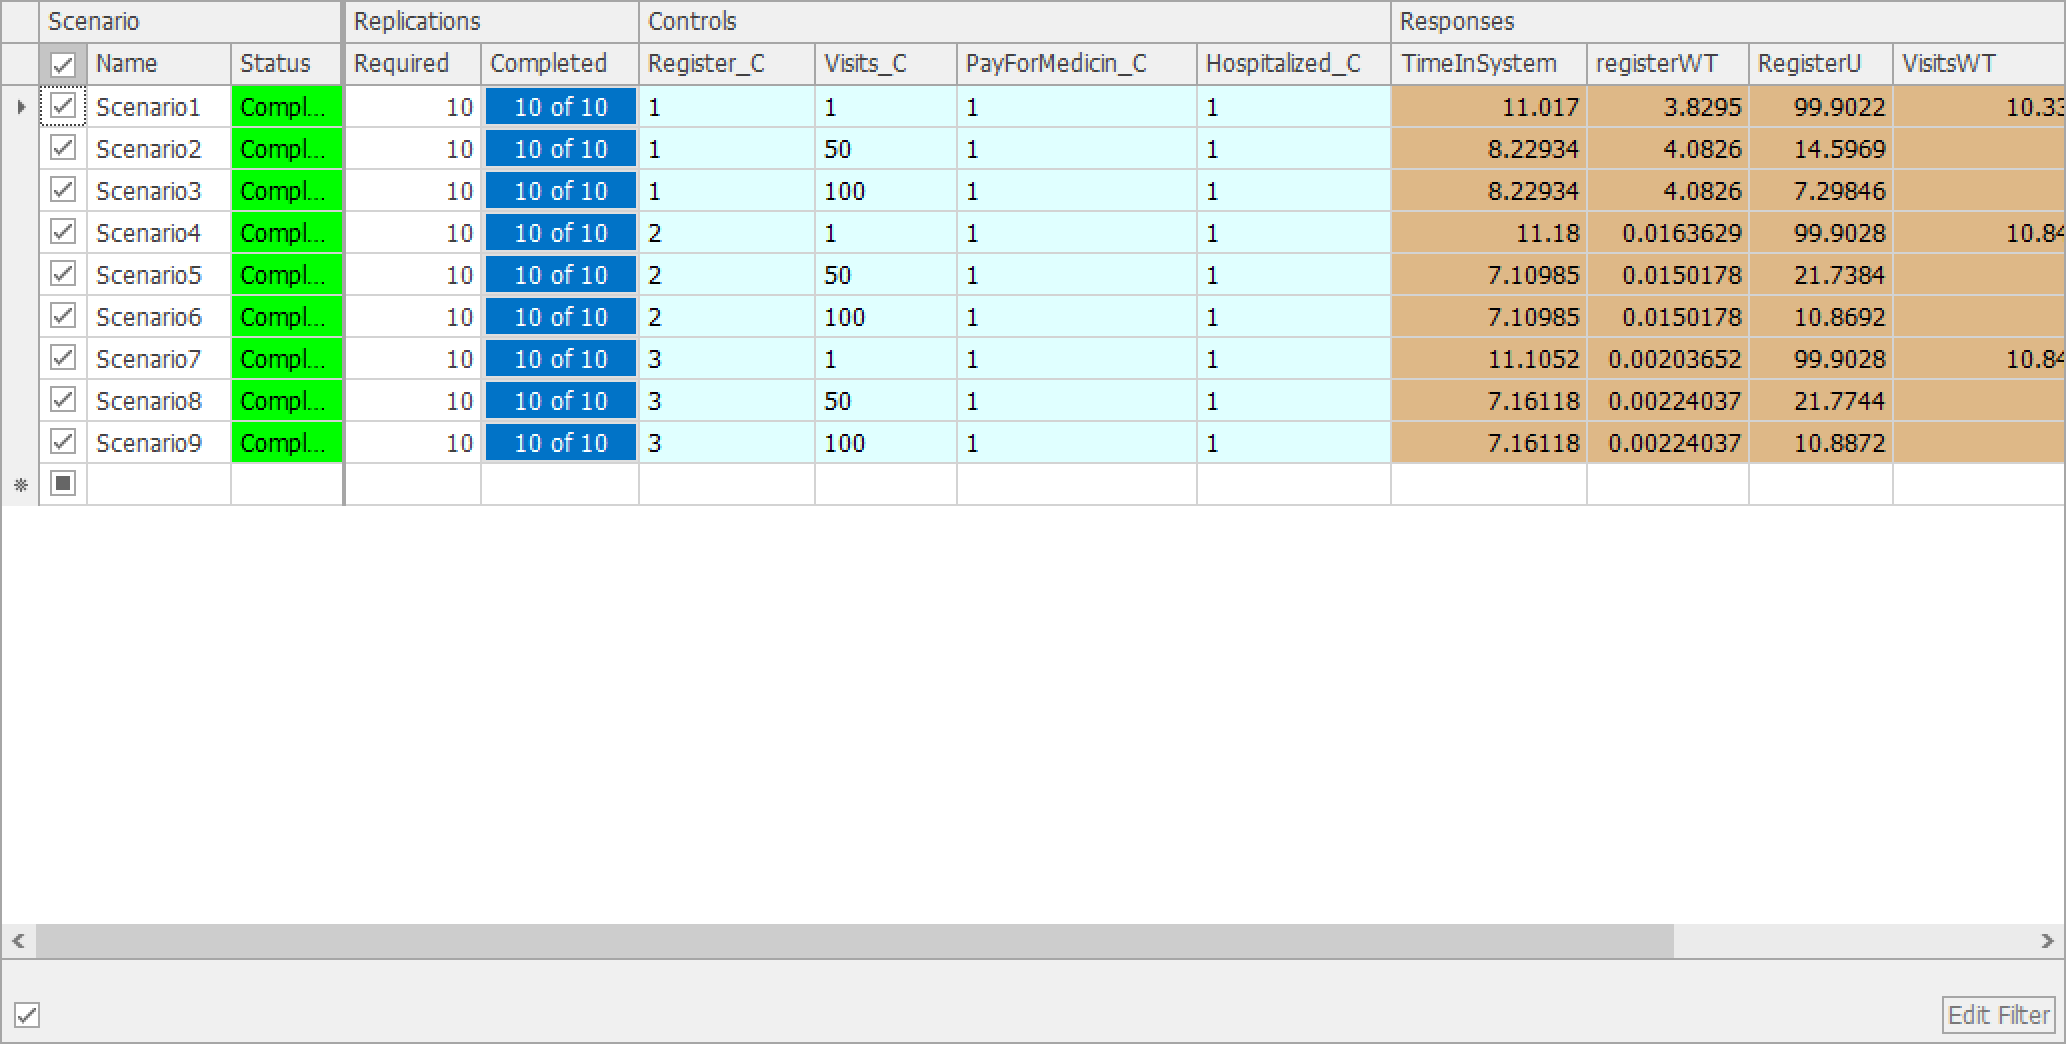 Scenario Replications Controls Responses
Name Status Required Completed Register_C Visits_C PayForMedicin_C Hospitalized_C TimeInSystem registerWT RegisterU VisitsWT
Scenario1 Compl... 10 10 of 10 1 1 1 1 11.017 3.8295 99.9022 10.33
Scenario2 Compl... 10 10 of 10 1 50 1 1 8.22934 4.0826 14.5969
Scenario3 Compl... 10 10 of 10 1 100 1 1 8.22934 4.0826 7.29846
Scenario4 Compl... 10 10 of 10 2 1 1 1 11.18 0.0163629 99.9028 10.84
Scenario5 Compl... 10 10 of 10 2 50 1 1 7.10985 0.0150178 21.7384
Scenario6 Compl... 10 10 of 10 2 100 1 1 7.10985 0.0150178 10.8692
Scenario7 Compl... 10 10 of 10 3 1 1 1 11.1052 0.00203652 99.9028 10.84
Scenario8 Compl... 10 10 of 10 3 50 1 1 7.16118 0.00224037 21.7744
Scenario9 Compl... 10 10 of 10 3 100 1 1 7.16118 0.00224037 10.8872
Edit Filter